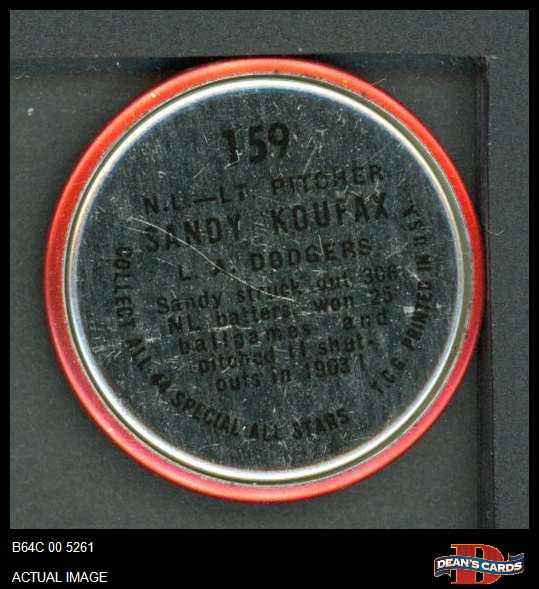 159
N.L.—LT. PITCHER
SANDY KOUFAX
L. A. DODGERS
Sandy struck out 306
NL batters, won 25
ballgames and
pitched 11 shut-
outs in 1963!
COLLECT ALL 44 SPECIAL ALL STARS
T.C.G. PRINTED IN U.S.A.
B64C 00 5261
ACTUAL IMAGE
DEAN'S CARDS